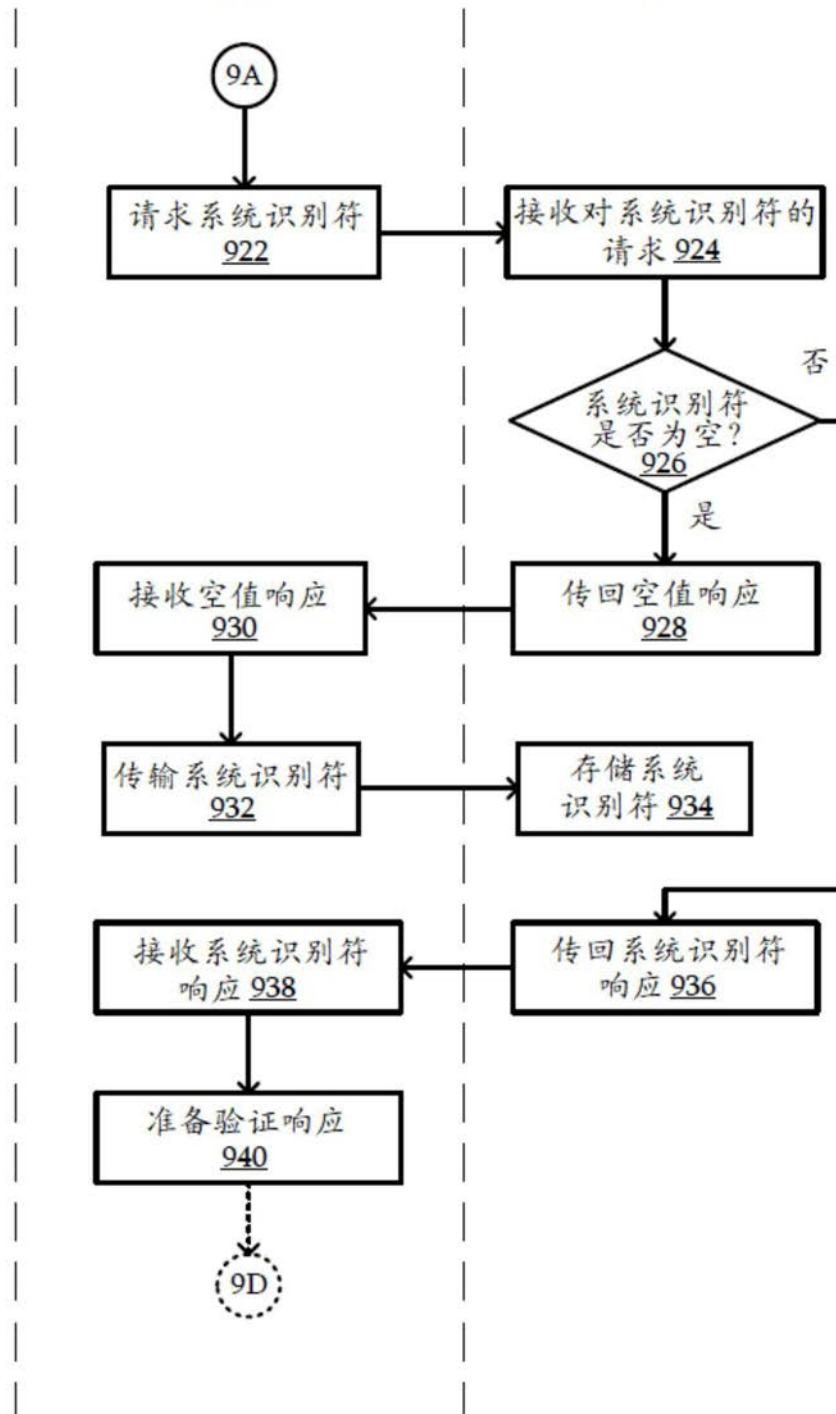 9A
请求系统识别符
922
接收对系统识别符的
请求 924
否
系统识别符
是否为空?
926
是
接收空值响应
930
传回空值响应
928
传输系统识别符
932
存储系统
识别符 934
接收系统识别符
响应 938
传回系统识别符
响应 936
准备验证响应
940
9D